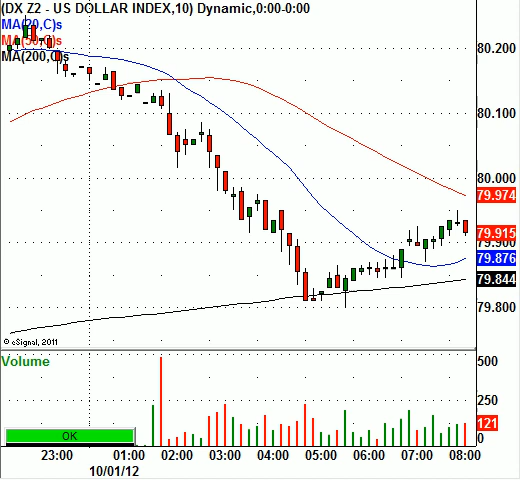 (DX Z2 - US DOLLAR INDEX,10) Dynamic,0:00-0:00
MA(20,C)s
MA(50,C)s
MA(200,C)s
80.200
80.100
80.000
79.974
79.915
79.900
79.876
79.844
79.800
© eSignal, 2011
Volume
500
250
121
0
OK
23:00 01:00 02:00 03:00 04:00 05:00 06:00 07:00 08:00
10/01/12